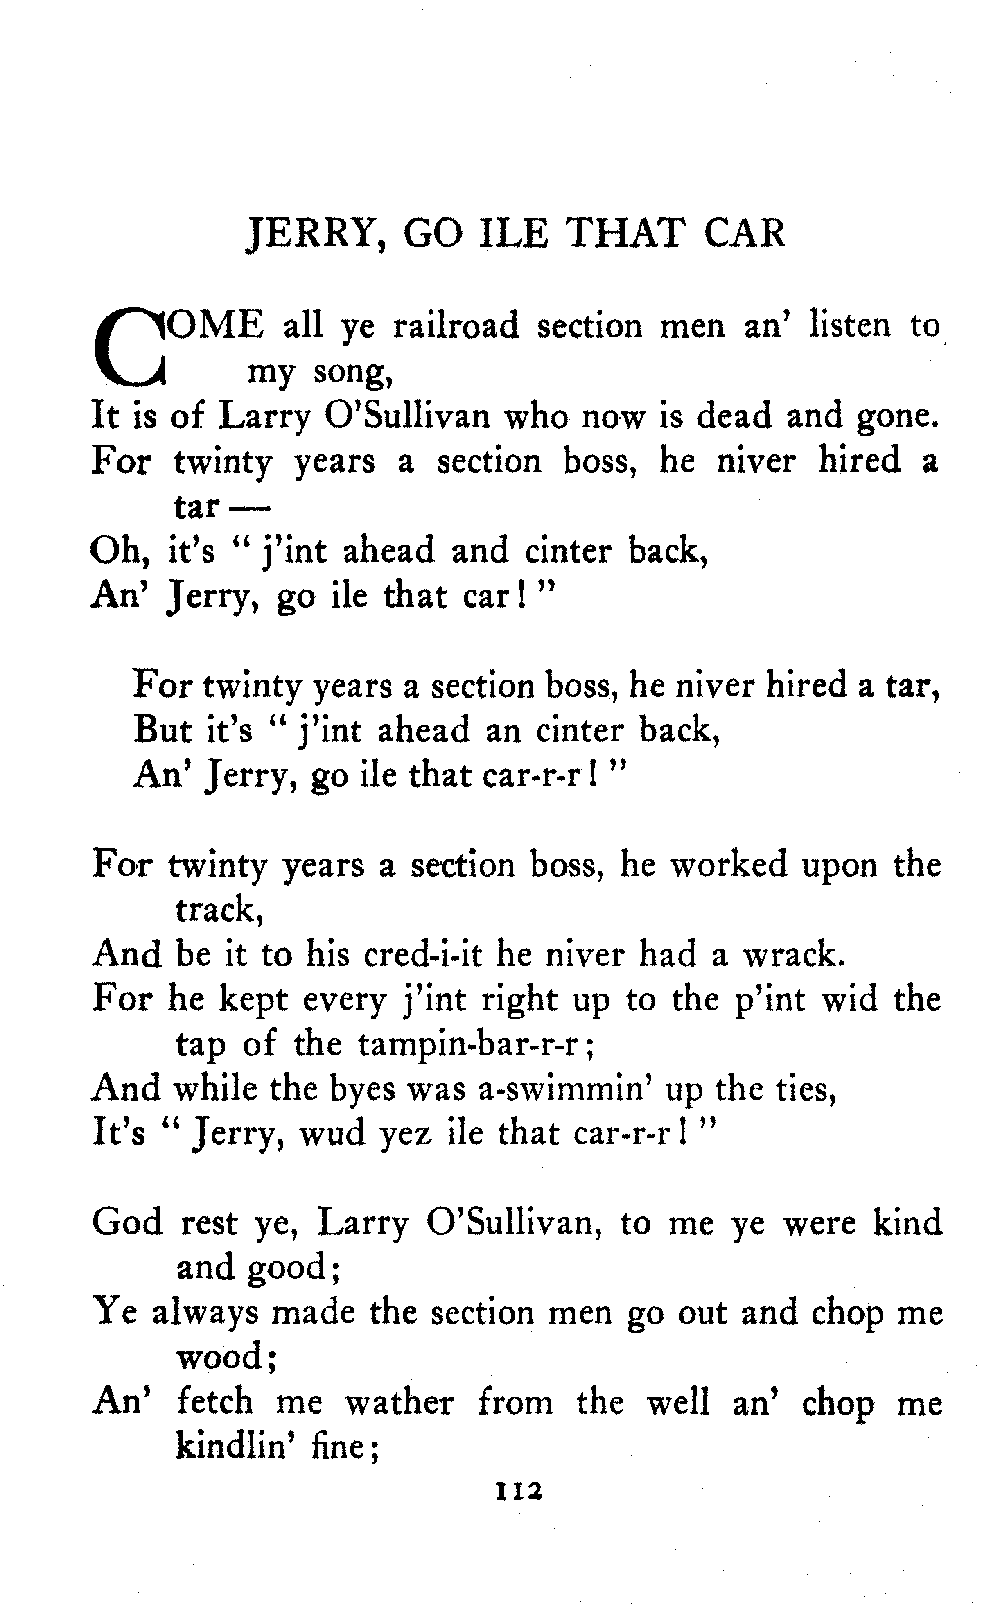 JERRY, GO ILE THAT CAR
COME all ye railroad section men an' listen to
my song,
It is of Larry O'Sullivan who now is dead and gone.
For twinty years a section boss, he niver hired a
tar —
Oh, it's " j'int ahead and cinter back,
An' Jerry, go ile that car! "
For twinty years a section boss, he niver hired a tar,
But it's " j'int ahead an cinter back,
An' Jerry, go ile that car-r-r! "
For twinty years a section boss, he worked upon the
track,
And be it to his cred-i-it he niver had a wrack.
For he kept every j'int right up to the p'int wid the
tap of the tampin-bar-r-r;
And while the byes was a-swimmin' up the ties,
It's " Jerry, wud yez ile that car-r-r! "
God rest ye, Larry O'Sullivan, to me ye were kind
and good;
Ye always made the section men go out and chop me
wood;
An' fetch me wather from the well an' chop me
kindlin' fine;
112